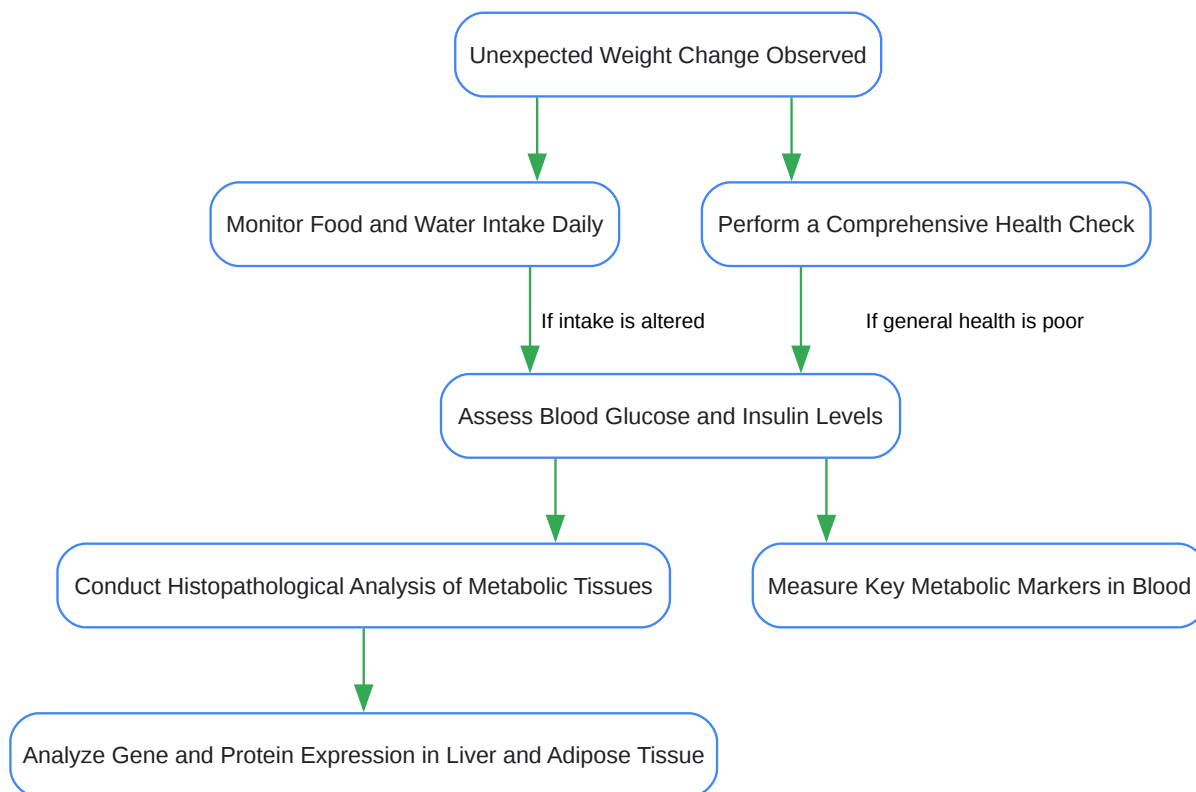 Unexpected Weight Change Observed
Monitor Food and Water Intake Daily
Perform a Comprehensive Health Check
If intake is altered
If general health is poor
Assess Blood Glucose and Insulin Levels
Conduct Histopathological Analysis of Metabolic Tissues
Measure Key Metabolic Markers in Blood
Analyze Gene and Protein Expression in Liver and Adipose Tissue